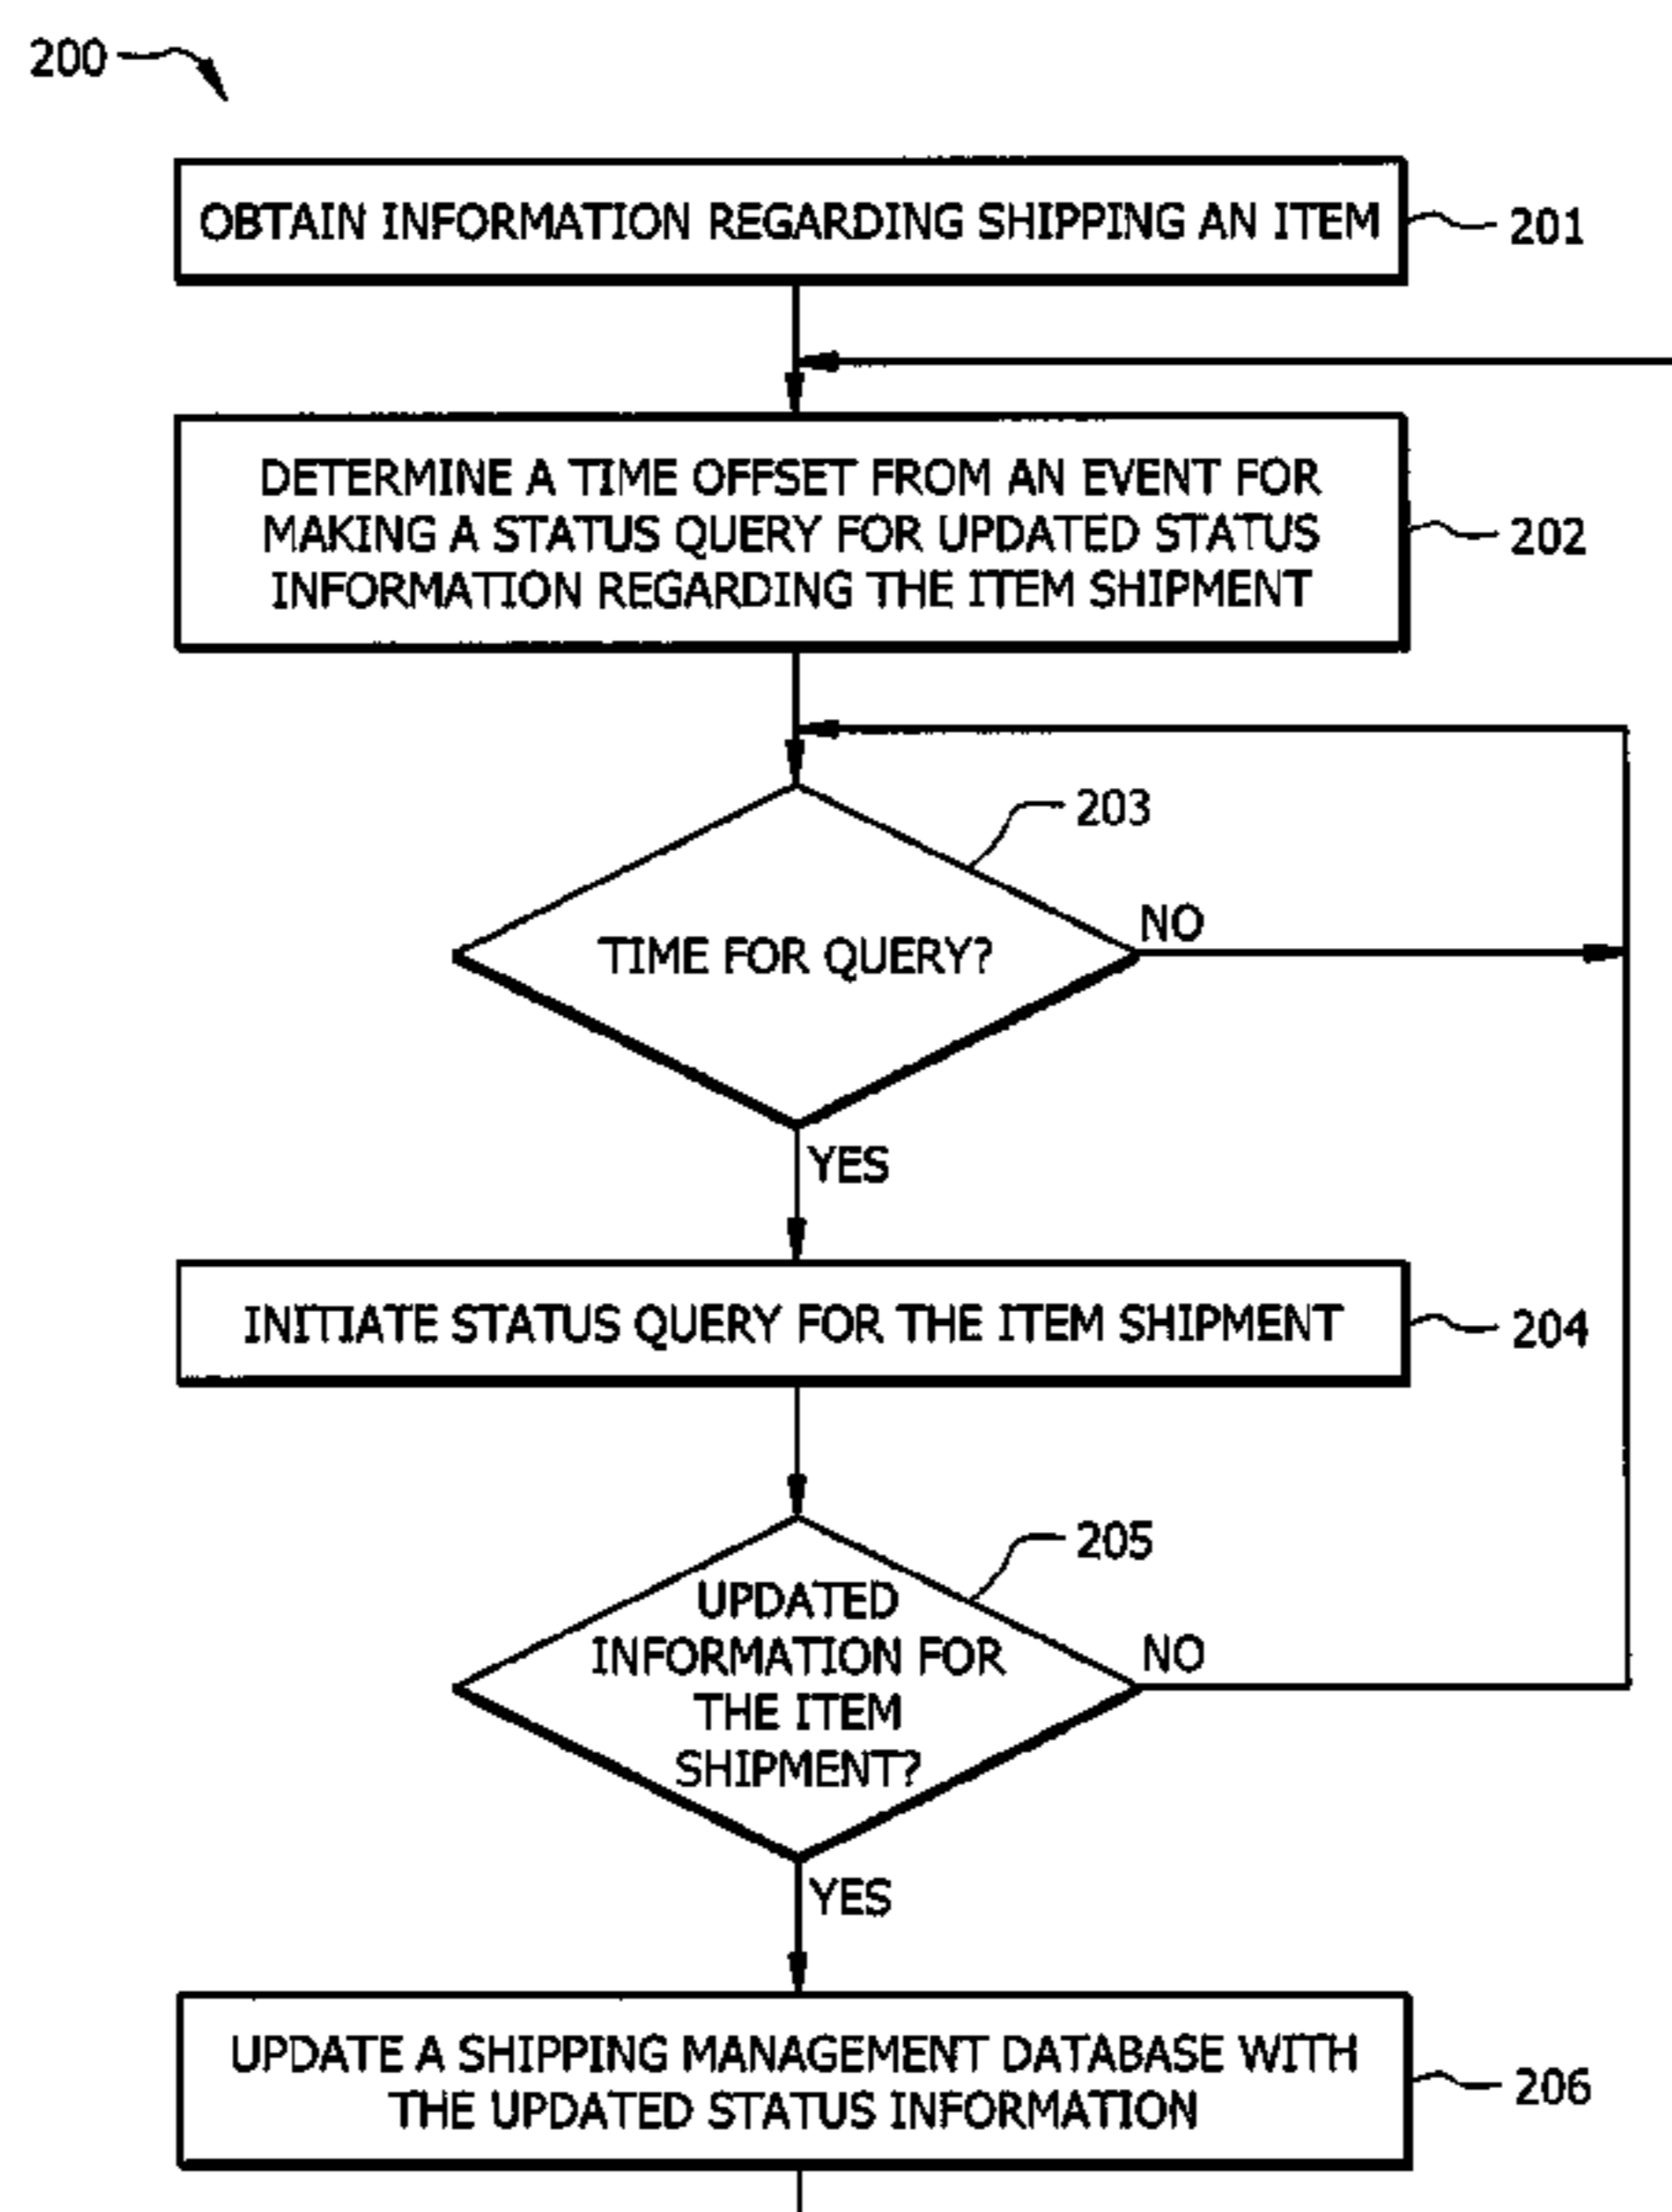 200
OBTAIN INFORMATION REGARDING SHIPPING AN ITEM
201
DETERMINE A TIME OFFSET FROM AN EVENT FOR
MAKING A STATUS QUERY FOR UPDATED STATUS
INFORMATION REGARDING THE ITEM SHIPMENT
202
203
TIME FOR QUERY?
NO
YES
INITIATE STATUS QUERY FOR THE ITEM SHIPMENT
204
205
UPDATED
INFORMATION FOR
THE ITEM
SHIPMENT?
NO
YES
UPDATE A SHIPPING MANAGEMENT DATABASE WITH
THE UPDATED STATUS INFORMATION
206